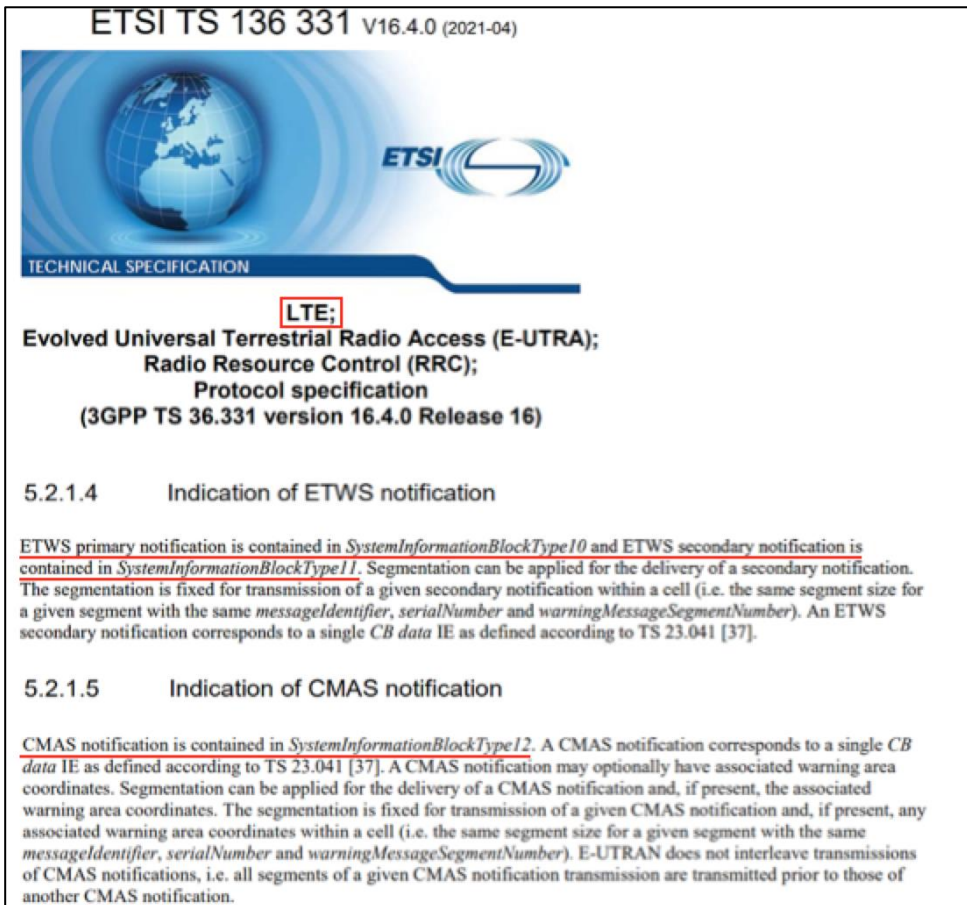 ETSI TS 136 331 V16.4.0 (2021-04)
ETSI
TECHNICAL SPECIFICATION
LTE;
Evolved Universal Terrestrial Radio Access (E-UTRA);
Radio Resource Control (RRC);
Protocol specification
(3GPP TS 36.331 version 16.4.0 Release 16)
5.2.1.4 Indication of ETWS notification
ETWS primary notification is contained in SystemInformationBlockType10 and ETWS secondary notification is
contained in SystemInformationBlockType11. Segmentation can be applied for the delivery of a secondary notification.
The segmentation is fixed for transmission of a given secondary notification within a cell (i.e. the same segment size for
a given segment with the same messageIdentifier, serialNumber and warningMessageSegmentNumber). An ETWS
secondary notification corresponds to a single CB data IE as defined according to TS 23.041 [37].
5.2.1.5 Indication of CMAS notification
CMAS notification is contained in SystemInformationBlockType12. A CMAS notification corresponds to a single CB
data IE as defined according to TS 23.041 [37]. A CMAS notification may optionally have associated warning area
coordinates. Segmentation can be applied for the delivery of a CMAS notification and, if present, the associated
warning area coordinates. The segmentation is fixed for transmission of a given CMAS notification and, if present, any
associated warning area coordinates within a cell (i.e. the same segment size for a given segment with the same
messageIdentifier, serialNumber and warningMessageSegmentNumber). E-UTRAN does not interleave transmissions
of CMAS notifications, i.e. all segments of a given CMAS notification transmission are transmitted prior to those of
another CMAS notification.